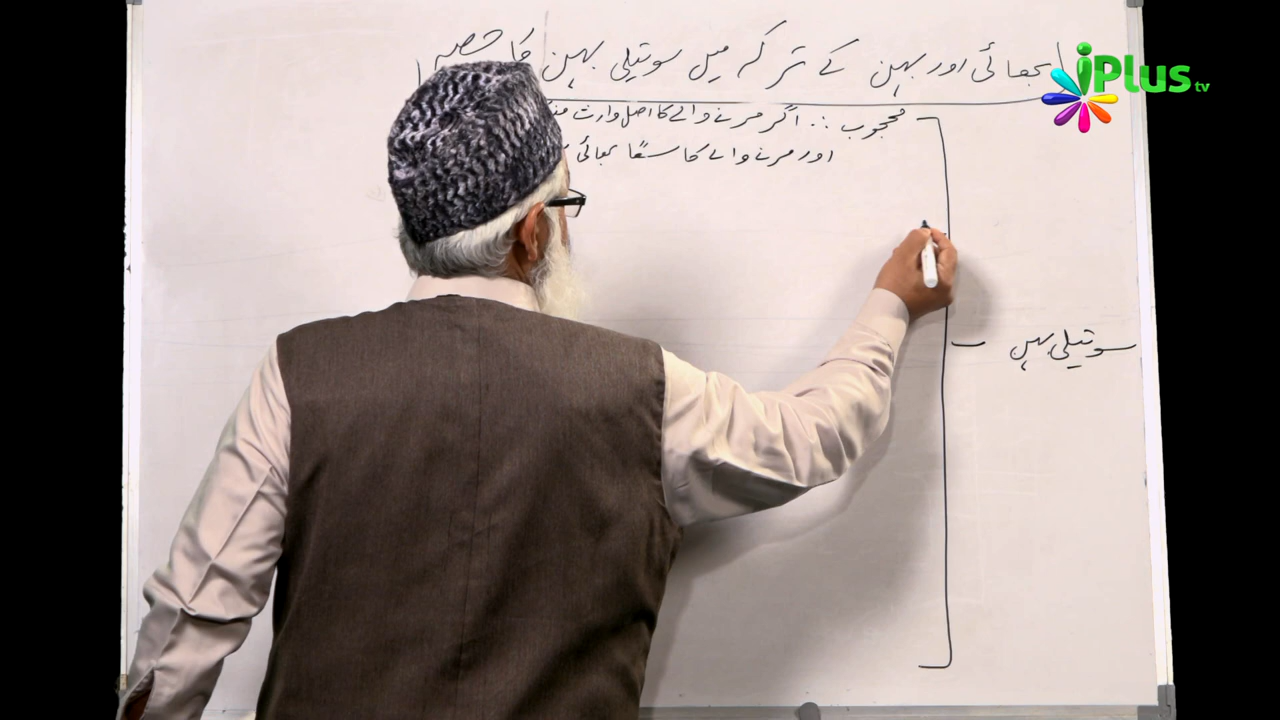 بھائی اور بہن کے ترکہ میں سوتیلی بہن کا حصہ
iPlus tv
محجوب :. اگر مرنے والے کا اصل وارث
اور مرنے والے کا سگا بھائی
سوتیلی بہن